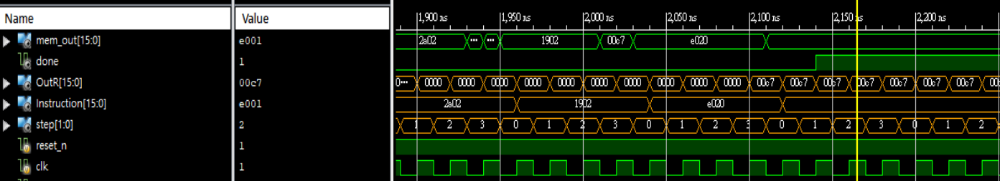 Name Value 1,900 ns 1,950 ns 2,000 ns 2,050 ns 2,100 ns 2,150 ns 2,200 ns
mem_out[15:0] e001 2a02 ··· ··· 1902 00c7 e020
done 1
OutR[15:0] 00c7 0··· 0000 0000 0000 0000 0000 0000 0000 0000 0000 0000 00c7 00c7 00c7 00c7 00c7 00c7 00c7 00
Instruction[15:0] e001 2a02 1902 e020
step[1:0] 2 1 2 3 0 1 2 3 0 1 2 3 0 1 2 3 0 1 2
reset_n 1
clk 1